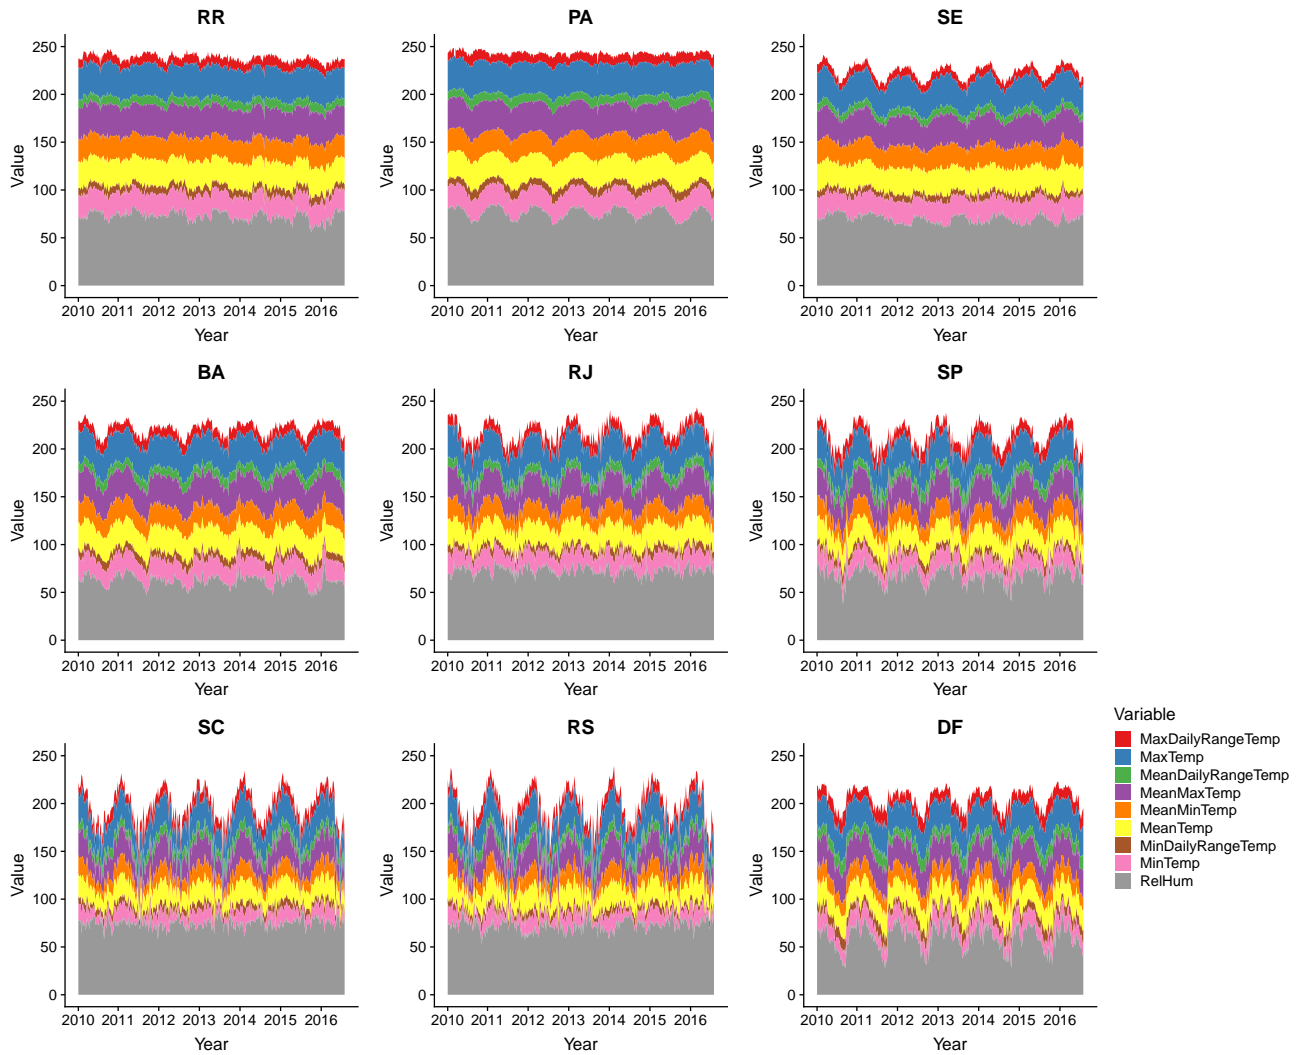 RR
PA
SE
250
200
150
100
50
0
Value
2010 2011 2012 2013 2014 2015 2016
Year
250
200
150
100
50
0
Value
2010 2011 2012 2013 2014 2015 2016
Year
250
200
150
100
50
0
Value
2010 2011 2012 2013 2014 2015 2016
Year
BA
RJ
SP
250
200
150
100
50
0
Value
2010 2011 2012 2013 2014 2015 2016
Year
250
200
150
100
50
0
Value
2010 2011 2012 2013 2014 2015 2016
Year
250
200
150
100
50
0
Value
2010 2011 2012 2013 2014 2015 2016
Year
SC
RS
DF
250
200
150
100
50
0
Value
2010 2011 2012 2013 2014 2015 2016
Year
250
200
150
100
50
0
Value
2010 2011 2012 2013 2014 2015 2016
Year
250
200
150
100
50
0
Value
2010 2011 2012 2013 2014 2015 2016
Year
Variable
MaxDailyRangeTemp
MaxTemp
MeanDailyRangeTemp
MeanMaxTemp
MeanMinTemp
MeanTemp
MinDailyRangeTemp
MinTemp
RelHum